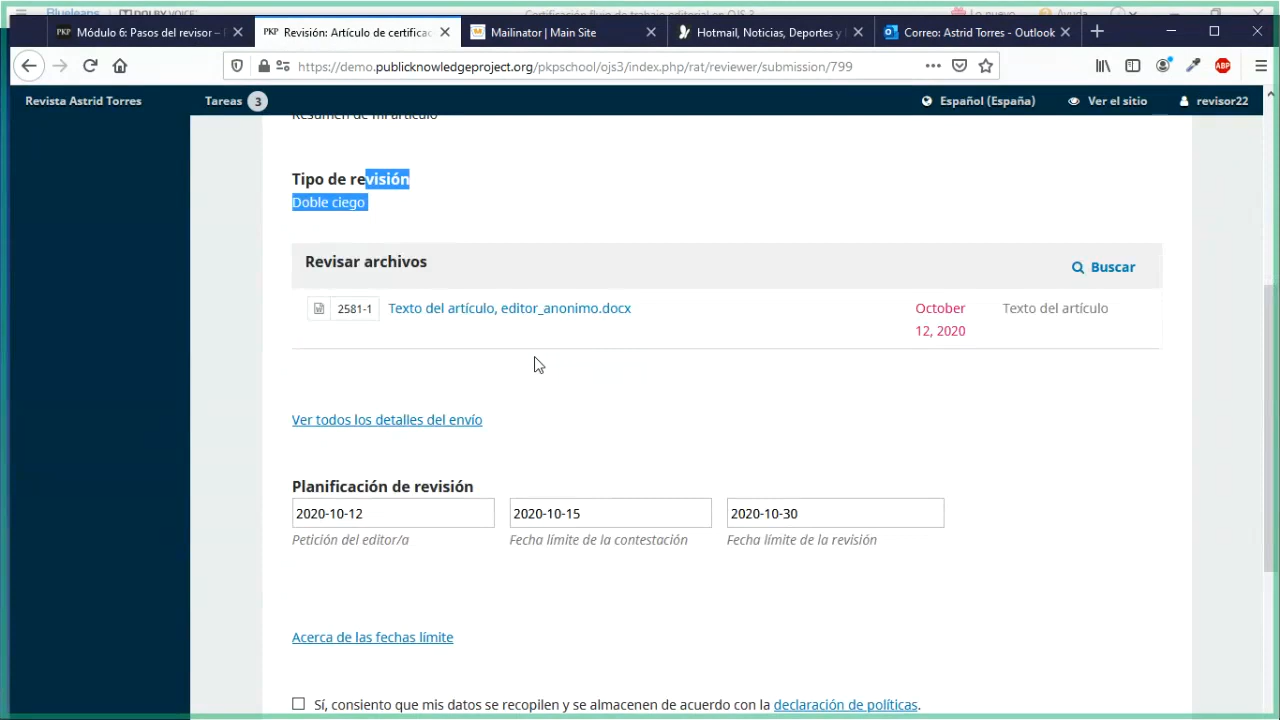 Módulo 6: Pasos del revisor –
Revisión: Artículo de certificac
Mailinator | Main Site
Hotmail, Noticias, Deportes y
Correo: Astrid Torres - Outlook
https://demo.publicknowledgeproject.org/pkpschool/ojs3/index.php/rat/reviewer/submission/799
Revista Astrid Torres
Tareas 3
Español (España)
Ver el sitio
revisor22
Resumen de mi artículo
Tipo de revisión
Doble ciego
Revisar archivos
Buscar
2581-1 Texto del artículo, editor_anonimo.docx October Texto del artículo
12, 2020
Ver todos los detalles del envío
Planificación de revisión
2020-10-12 2020-10-15 2020-10-30
Petición del editor/a Fecha límite de la contestación Fecha límite de la revisión
Acerca de las fechas límite
Sí, consiento que mis datos se recopilen y se almacenen de acuerdo con la declaración de políticas.